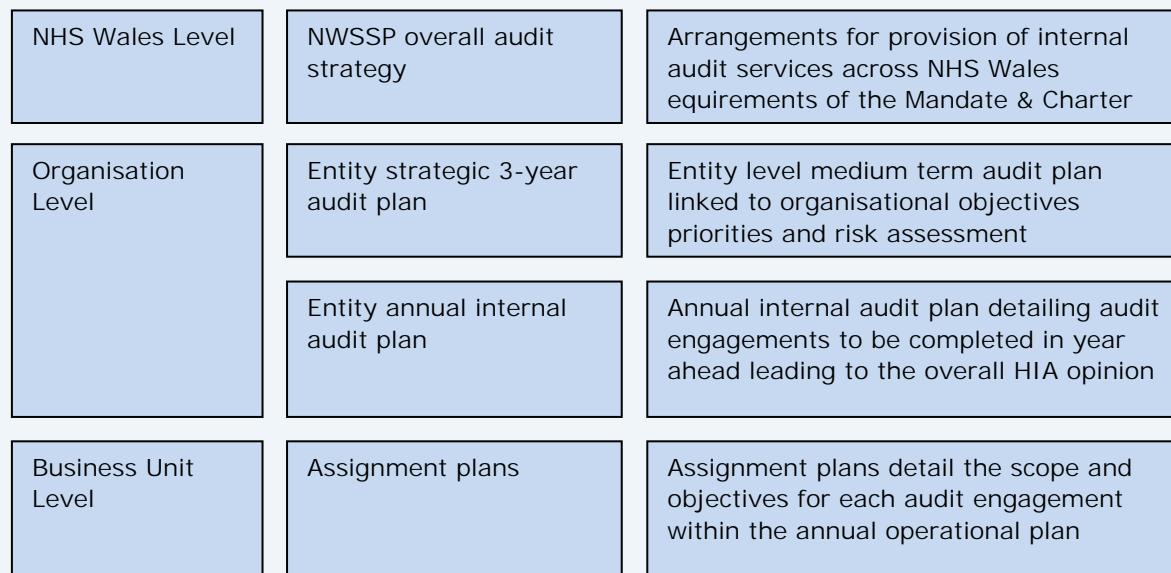 NHS Wales Level
NWSSP overall audit
strategy
Arrangements for provision of internal
audit services across NHS Wales
equirements of the Mandate & Charter
Organisation
Level
Entity strategic 3-year
audit plan
Entity level medium term audit plan
linked to organisational objectives
priorities and risk assessment
Entity annual internal
audit plan
Annual internal audit plan detailing audit
engagements to be completed in year
ahead leading to the overall HIA opinion
Business Unit
Level
Assignment plans
Assignment plans detail the scope and
objectives for each audit engagement
within the annual operational plan